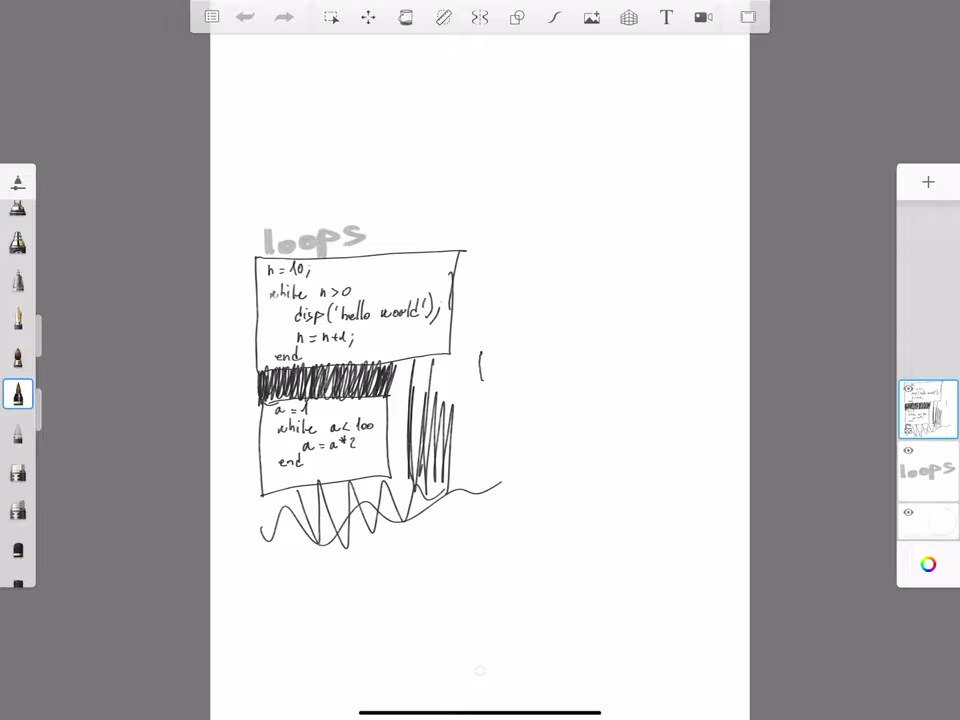 loops
n = 10;
while n > 0
disp('hello world');
n = n+1;
end
a = 1
while a < 100
a = a*2
end